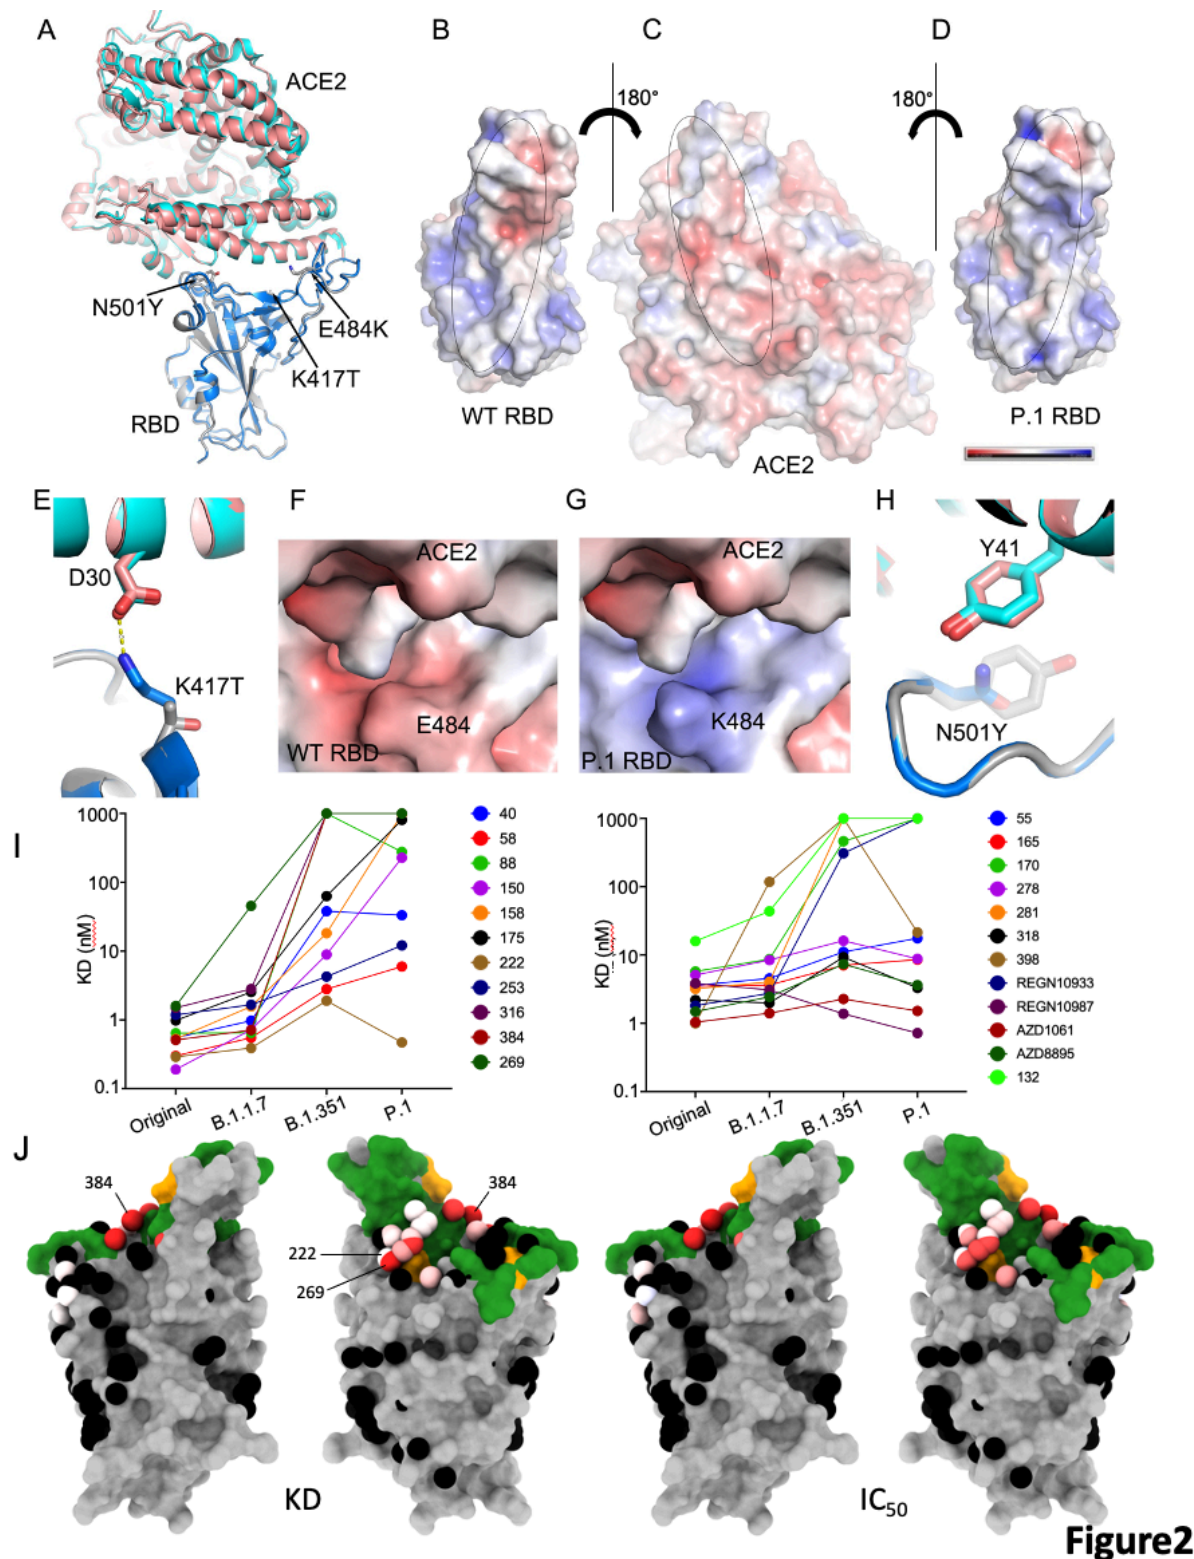 A
B
C
D
ACE2
180°
180°
N501Y
E484K
K417T
RBD
WT RBD
ACE2
P.1 RBD
E
F
G
H
D30
K417T
ACE2
E484
WT RBD
ACE2
K484
P.1 RBD
Y41
N501Y
I
KD (nM)
1000
100
10
1
0.1
Original
B.1.1.7
B.1.351
P.1
40
58
88
150
158
175
222
253
316
384
269
KD (nM)
1000
100
10
1
0.1
Original
B.1.1.7
B.1.351
P.1
55
165
170
278
281
318
398
REGN10933
REGN10987
AZD1061
AZD8895
132
J
384
384
222
269
KD
IC50
Figure2